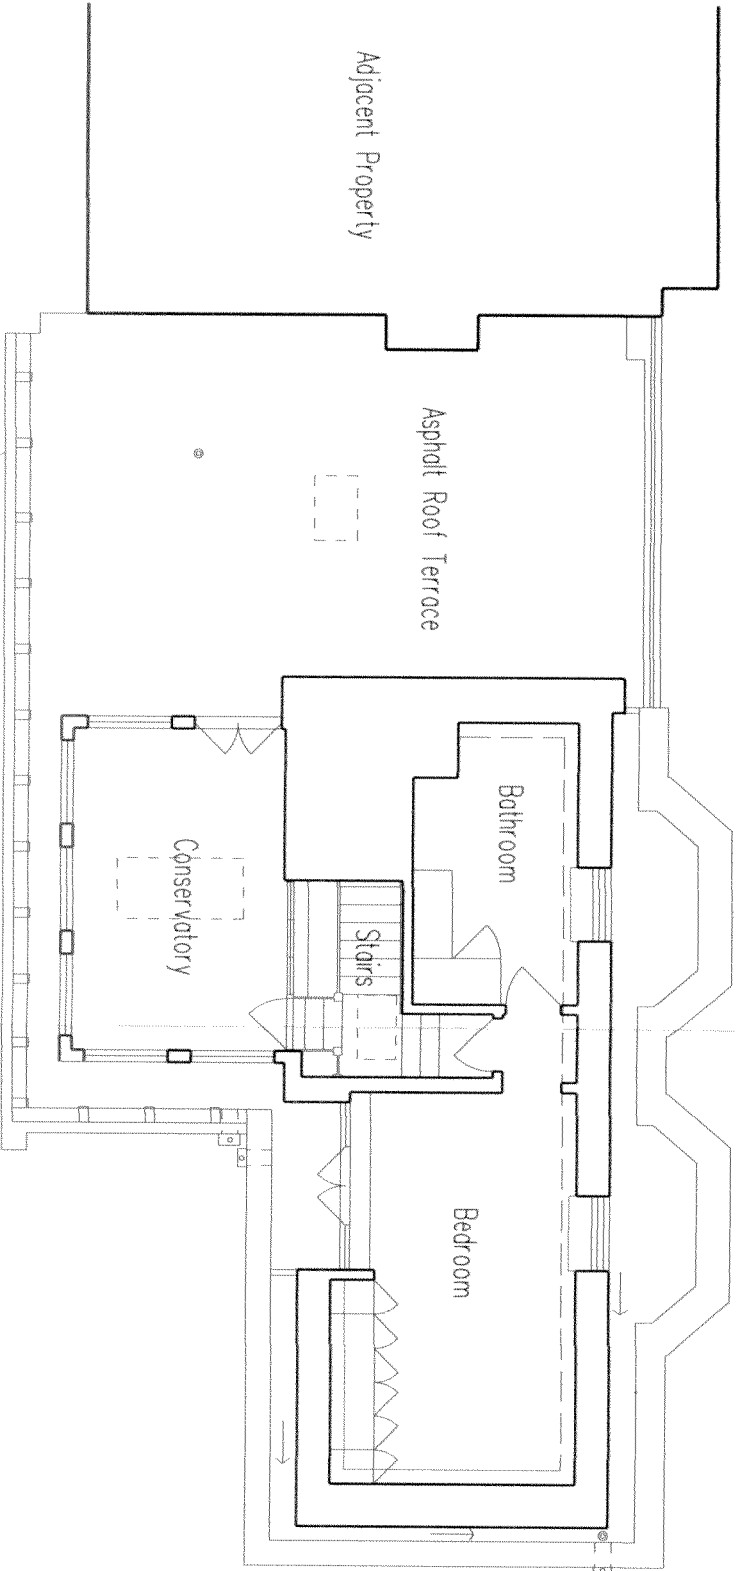 Adjacent Property
Asphalt Roof Terrace
Bathroom
Conservatory
Stairs
Bedroom